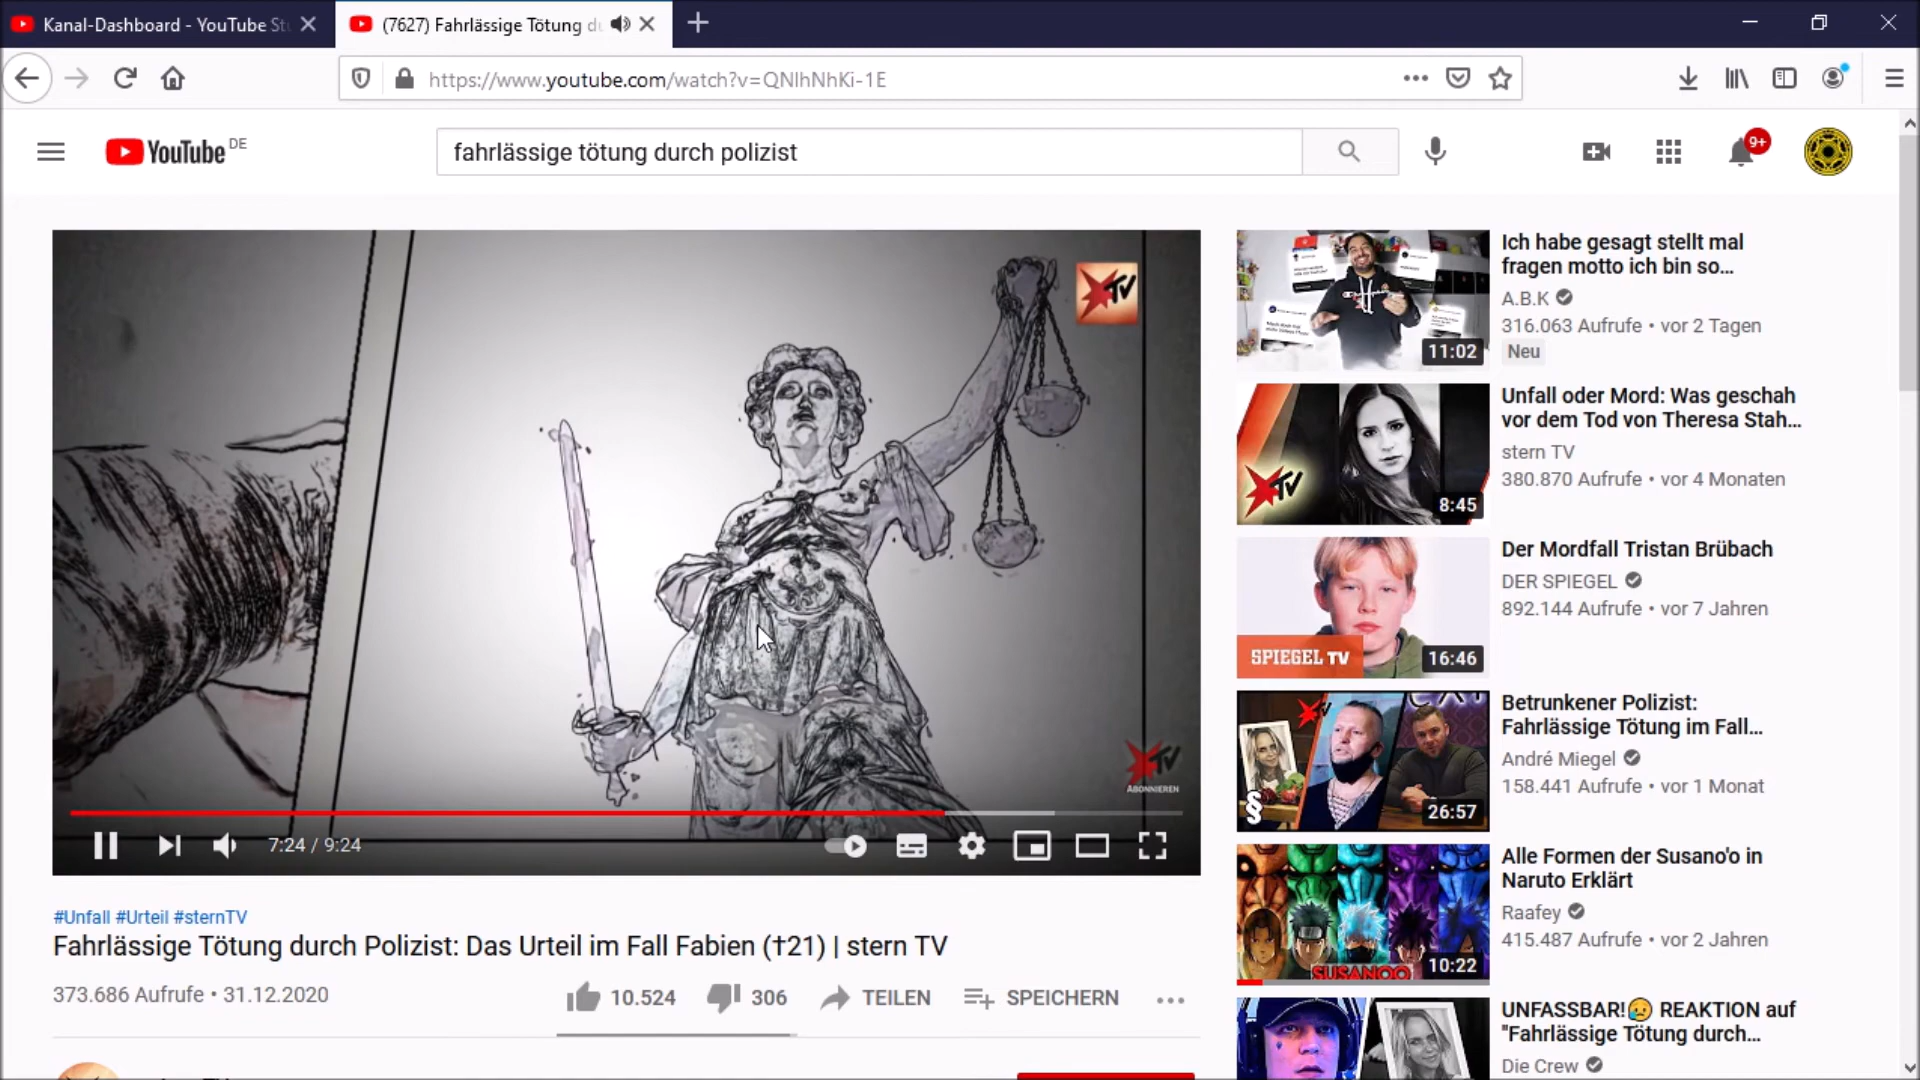 Kanal-Dashboard - YouTube St
(7627) Fahrlässige Tötung du
https://www.youtube.com/watch?v=QNlhNhKi-1E
YouTube DE
fahrlässige tötung durch polizist
9+
TV
TV
ABONNIEREN
7:24 / 9:24
#Unfall #Urteil #sternTV
Fahrlässige Tötung durch Polizist: Das Urteil im Fall Fabien (†21) | stern TV
373.686 Aufrufe • 31.12.2020
10.524
306
TEILEN
SPEICHERN
11:02
Ich habe gesagt stellt mal
fragen motto ich bin so...
A.B.K
316.063 Aufrufe • vor 2 Tagen
Neu
TV
8:45
Unfall oder Mord: Was geschah
vor dem Tod von Theresa Stah...
stern TV
380.870 Aufrufe • vor 4 Monaten
SPIEGEL TV
16:46
Der Mordfall Tristan Brübach
DER SPIEGEL
892.144 Aufrufe • vor 7 Jahren
§
26:57
Betrunkener Polizist:
Fahrlässige Tötung im Fall...
André Miegel
158.441 Aufrufe • vor 1 Monat
SUSANOO
10:22
Alle Formen der Susano'o in
Naruto Erklärt
Raafey
415.487 Aufrufe • vor 2 Jahren
UNFASSBAR!😥 REAKTION auf
"Fahrlässige Tötung durch...
Die Crew